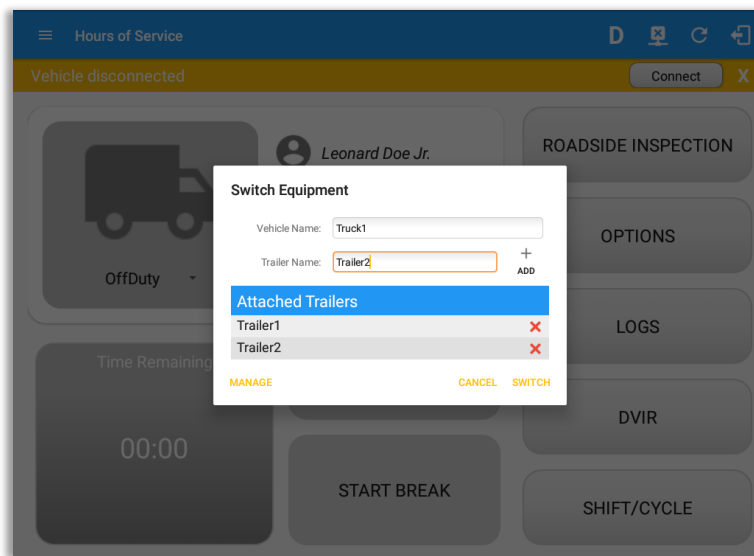 Hours of Service
D
Vehicle disconnected
Connect
X
Leonard Doe Jr.
OffDuty
ROADSIDE INSPECTION
OPTIONS
LOGS
DVIR
SHIFT/CYCLE
Switch Equipment
Vehicle Name: Truck1
Trailer Name: Trailer2
+
ADD
Attached Trailers
Trailer1
Trailer2
MANAGE
CANCEL
SWITCH
Time Remaining
00:00
START BREAK